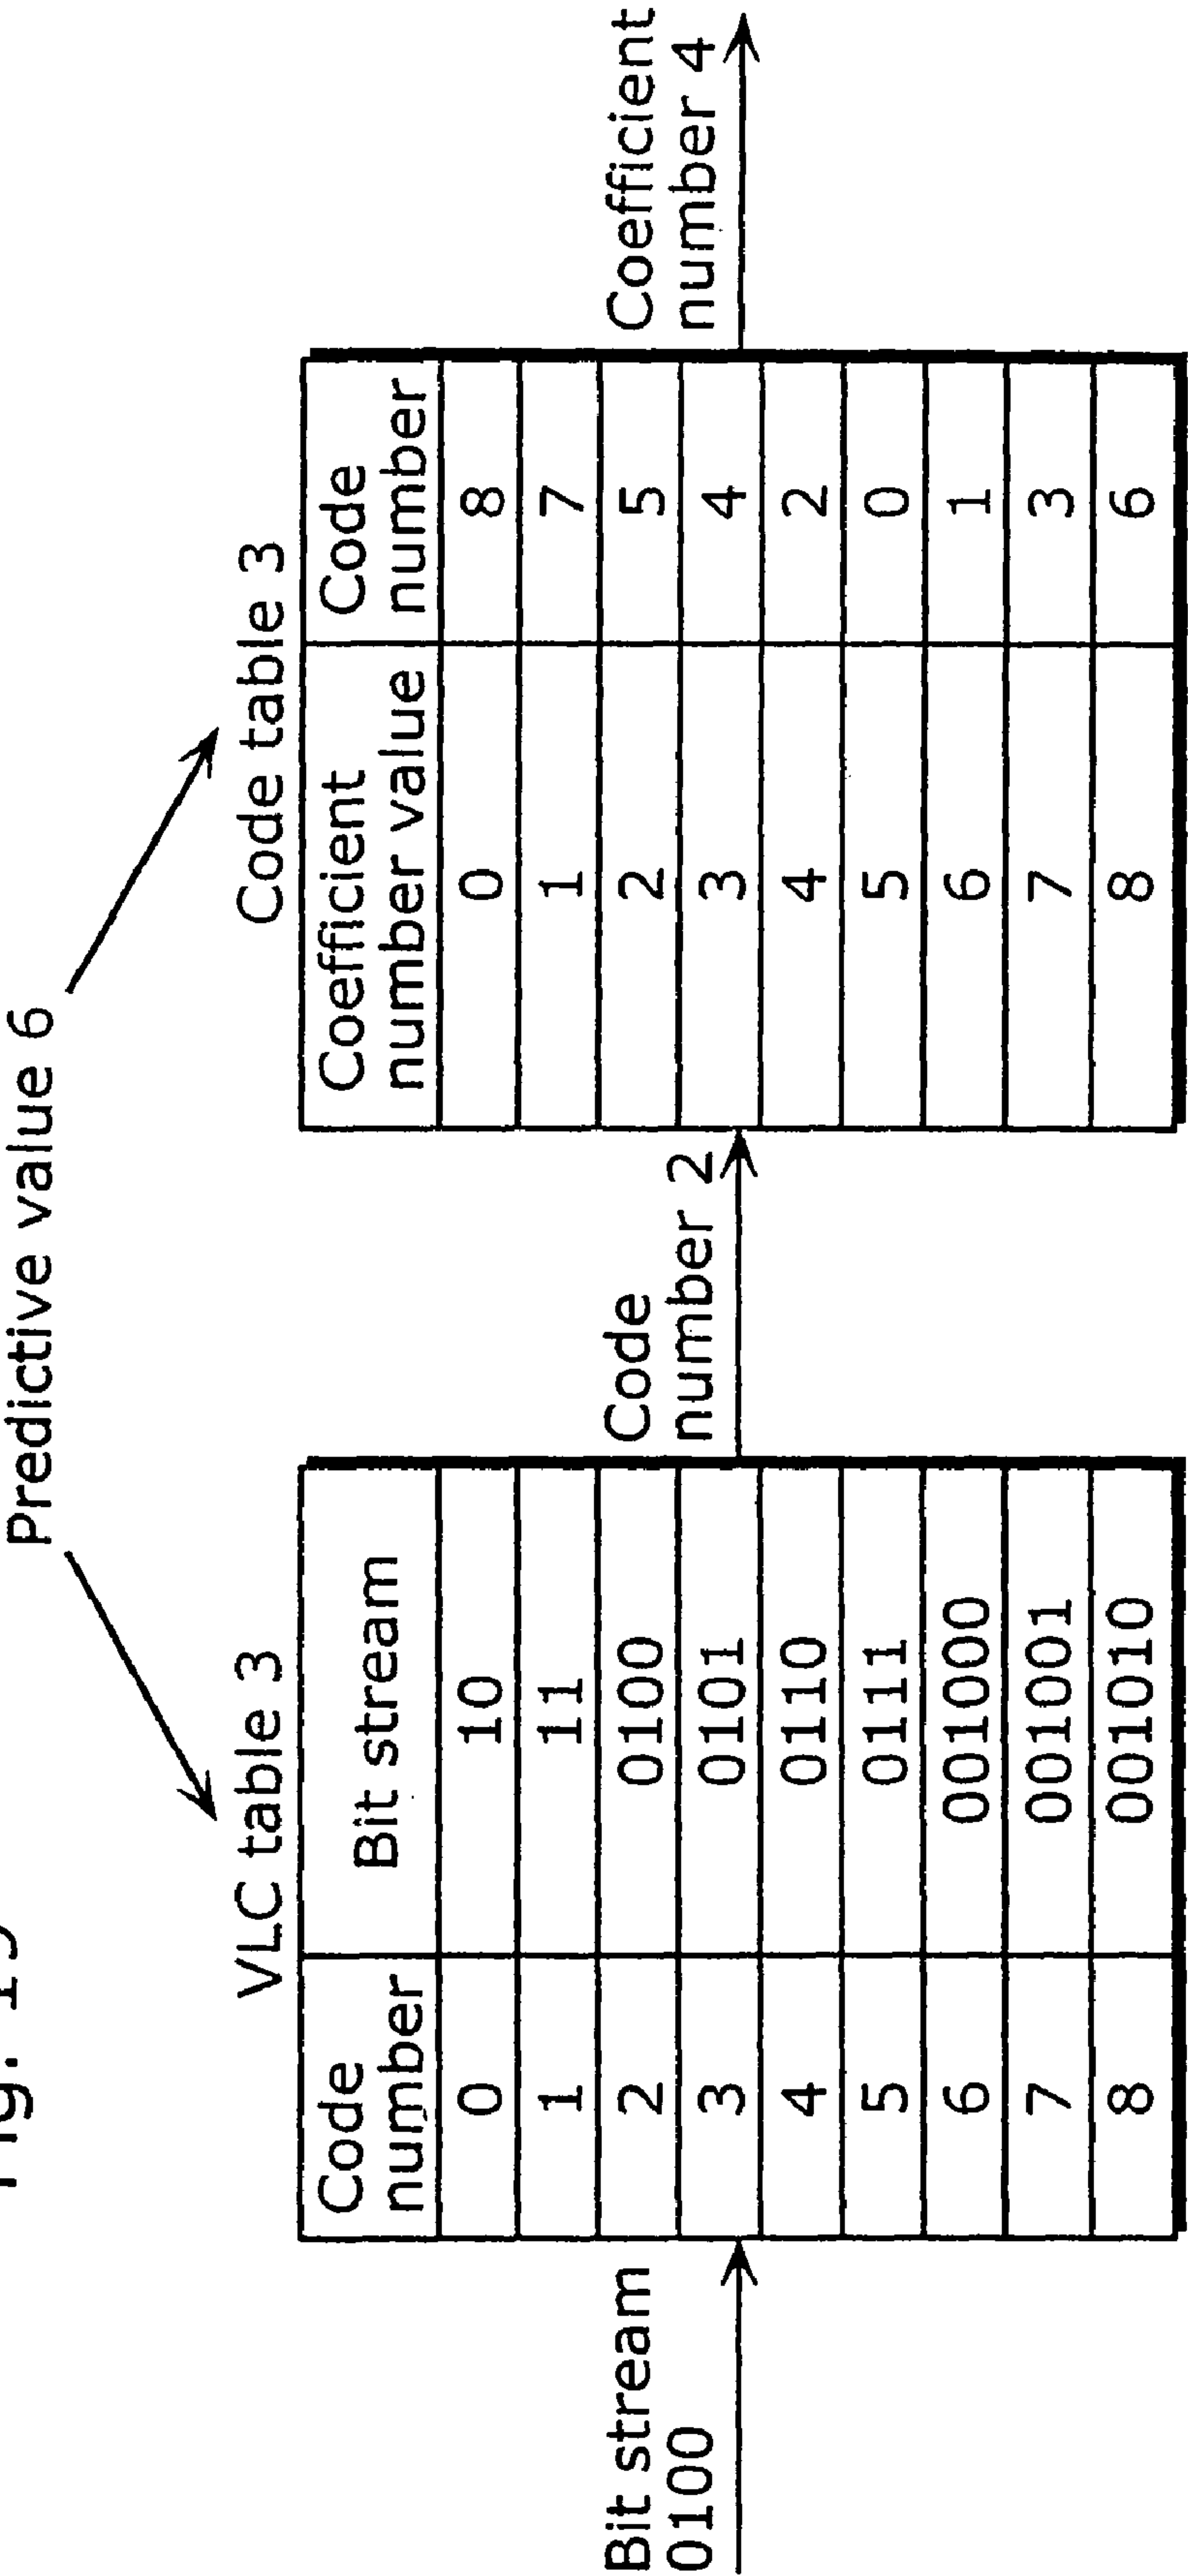 Predictive value 6
VLC table 3
Code number | Bit stream
0 | 10
1 | 11
2 | 0100
3 | 0101
4 | 0110
5 | 0111
6 | 001000
7 | 001001
8 | 001010
Code table 3
Coefficient number value | Code number
0 | 8
1 | 7
2 | 5
3 | 4
4 | 2
5 | 0
6 | 1
7 | 3
8 | 6
Bit stream
0100
Code
number 2
Coefficient
number 4